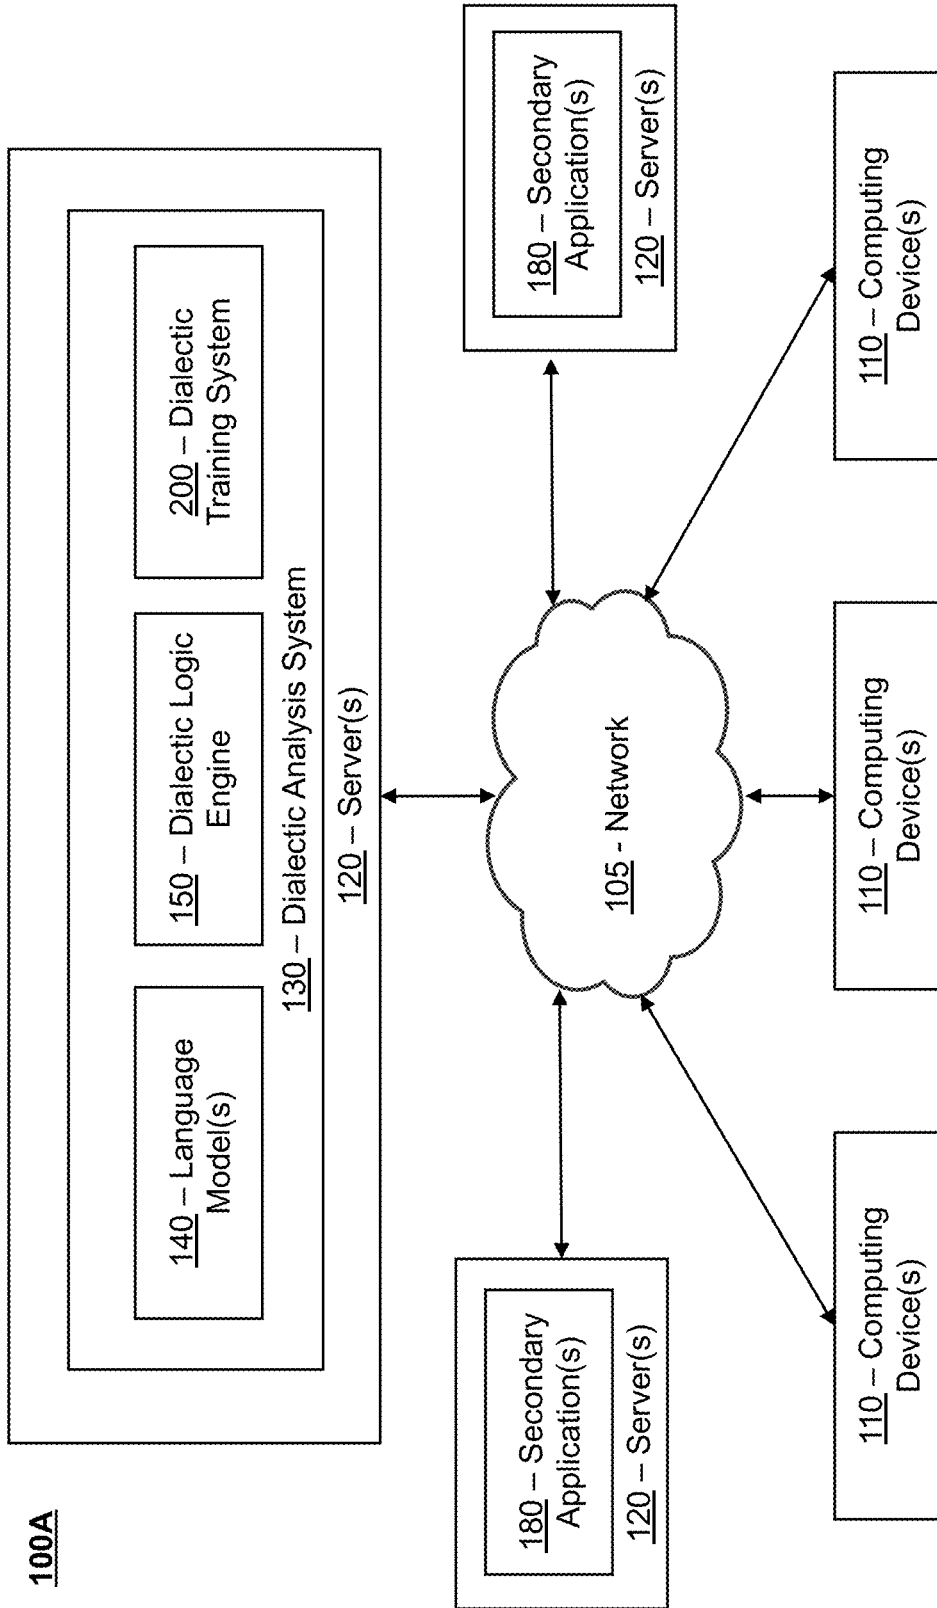 100A
140 – Language
Model(s)
150 – Dialectic Logic
Engine
200 – Dialectic
Training System
130 – Dialectic Analysis System
120 – Server(s)
180 – Secondary
Application(s)
120 – Server(s)
105 - Network
180 – Secondary
Application(s)
120 – Server(s)
110 – Computing
Device(s)
110 – Computing
Device(s)
110 – Computing
Device(s)